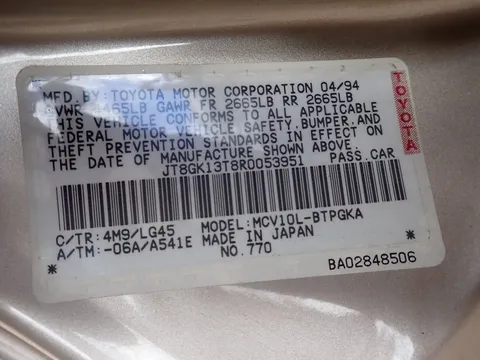 MFD. BY: TOYOTA MOTOR CORPORATION 04/94
GVWR 4465LB GAWR FR 2665LB RR 2665LB
THIS VEHICLE CONFORMS TO ALL APPLICABLE
FEDERAL MOTOR VEHICLE SAFETY, BUMPER, AND
THEFT PREVENTION STANDARDS IN EFFECT ON
THE DATE OF MANUFACTURE SHOWN ABOVE.
JT8GK13T8R0053951 PASS. CAR
C/TR: 4M9/LG45 MODEL: MCV10L-BTPGKA
A/TM: -06A/A541E MADE IN JAPAN
* NO. 770 *
BA02848506
TOYOTA